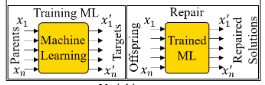 Training ML
Parents
x₁
xₙ
Machine
Learning
x₁′
xₙ′
Targets
Repair
Offspring
x₁
xₙ
Trained
ML
x₁′
xₙ′
Repaired
Solutions